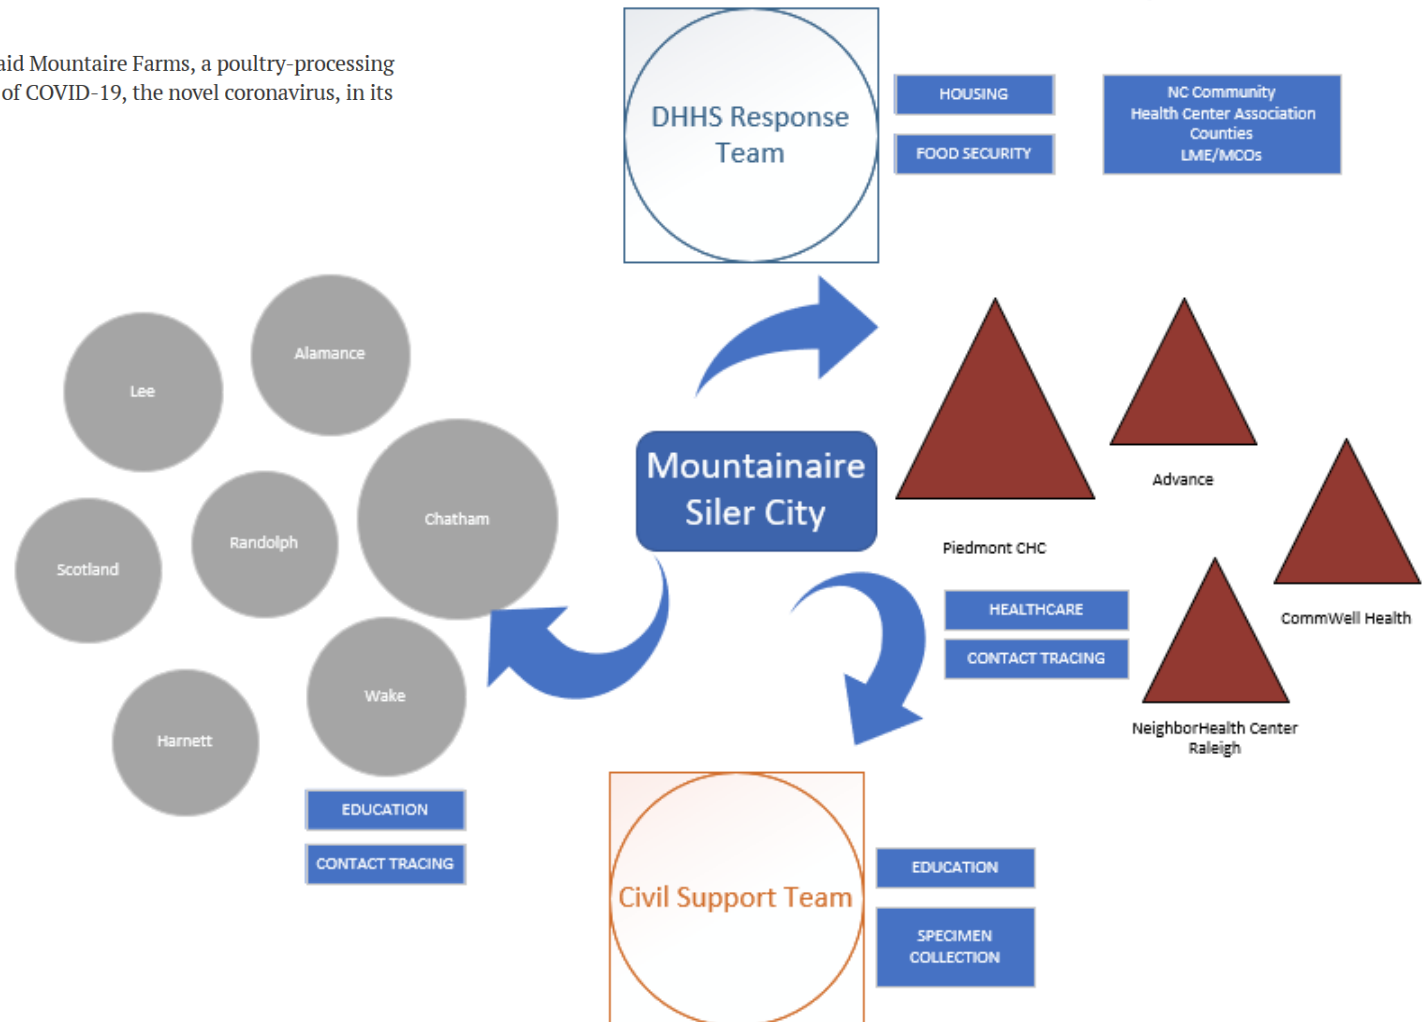 aid Mountaire Farms, a poultry-processing
of COVID-19, the novel coronavirus, in its
DHHS Response
Team
HOUSING
FOOD SECURITY
NC Community
Health Center Association
Counties
LME/MCOs
Lee
Alamance
Chatham
Randolph
Scotland
Wake
Harnett
EDUCATION
CONTACT TRACING
Mountainaire
Siler City
Piedmont CHC
Advance
CommWell Health
NeighborHealth Center
Raleigh
HEALTHCARE
CONTACT TRACING
Civil Support Team
EDUCATION
SPECIMEN
COLLECTION